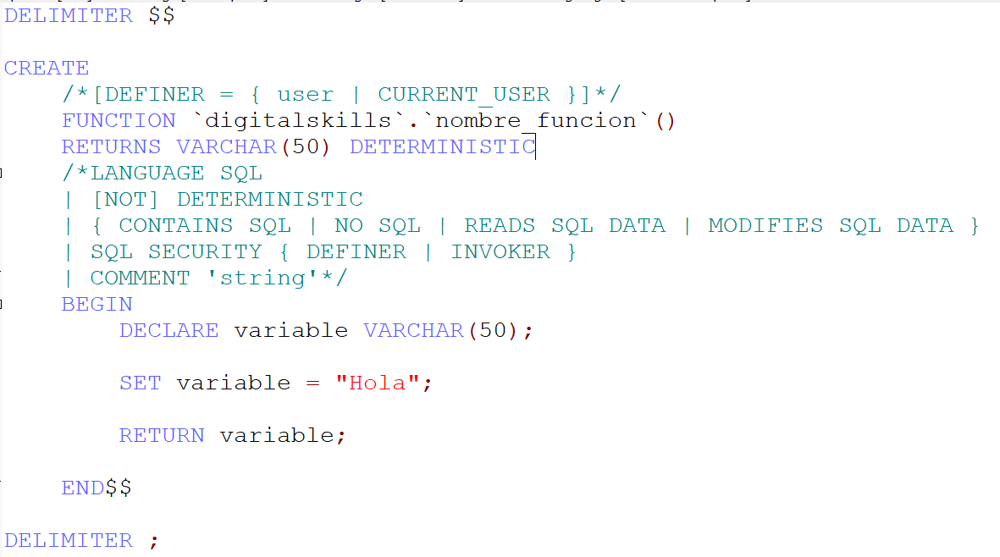 DELIMITER $$
CREATE
/*[DEFINER = { user | CURRENT_USER }]*/
FUNCTION `digitalskills`.`nombre_funcion`()
RETURNS VARCHAR(50) DETERMINISTIC
/*LANGUAGE SQL
| [NOT] DETERMINISTIC
| { CONTAINS SQL | NO SQL | READS SQL DATA | MODIFIES SQL DATA }
| SQL SECURITY { DEFINER | INVOKER }
| COMMENT 'string'*/
BEGIN
DECLARE variable VARCHAR(50);
SET variable = "Hola";
RETURN variable;
END$$
DELIMITER ;